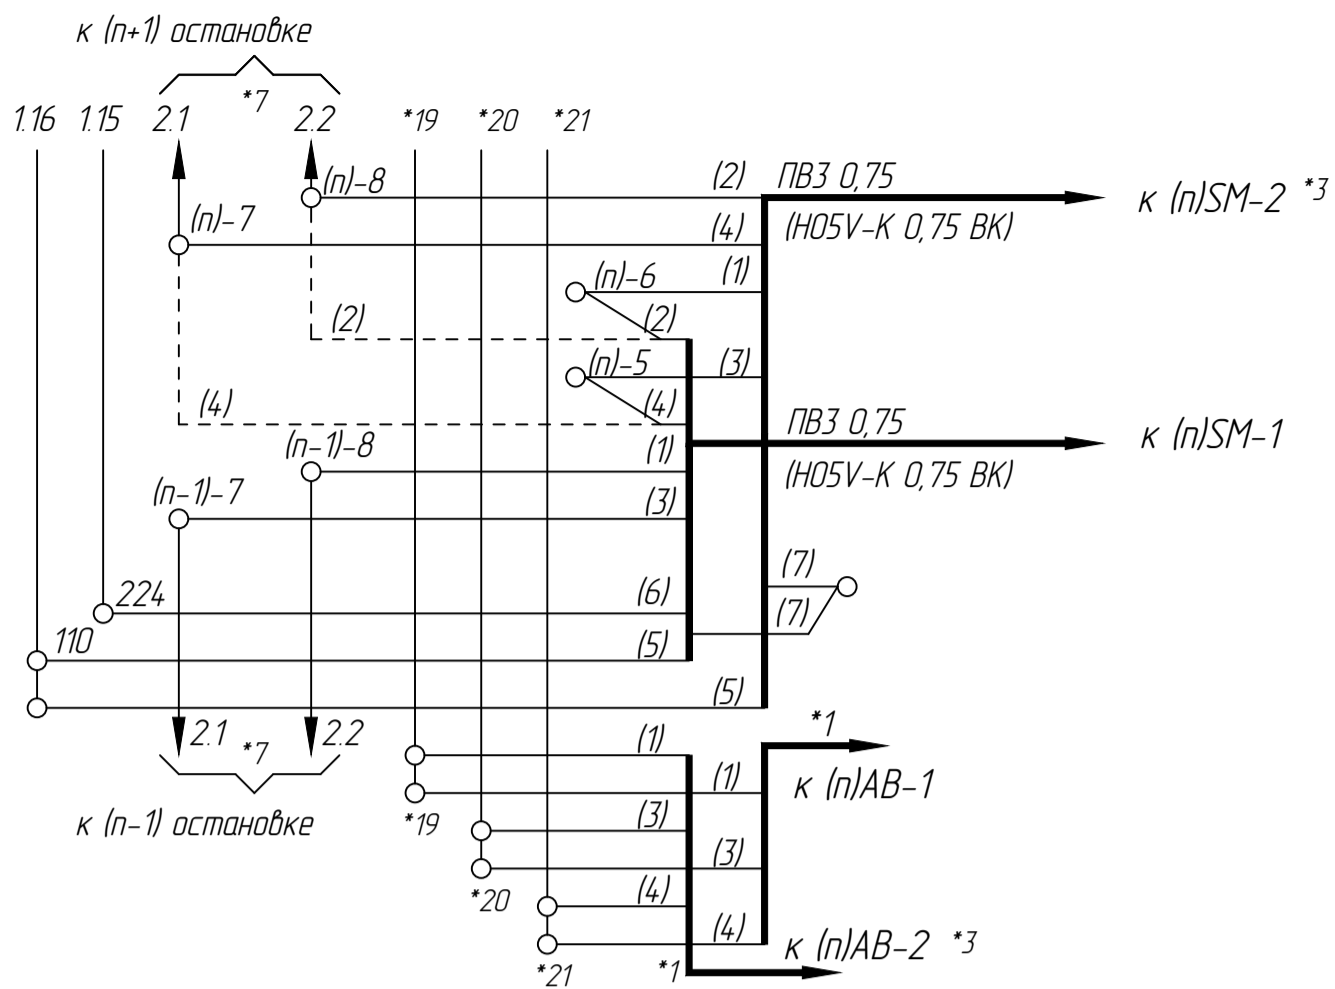 к (n+1) остановке
*7
1.16 1.15 2.1 2.2 *19 *20 *21
(n)-8 (2) ПВ3 0,75
к (n)SM-2 *3
(n)-7 (4) (H05V-K 0,75 ВК)
(n)-6 (1)
(2) (2)
(n)-5 (3)
(4) (4) ПВ3 0,75
к (n)SM-1
(n-1)-8 (1)
(H05V-K 0,75 ВК)
(n-1)-7 (3)
(7)
224 (6)
(7)
110 (5)
(5)
2.1 *7 2.2 (1) *1
(1) к (n)AB-1
к (n-1) остановке *19 (3)
(3)
*20 (4)
(4) к (n)AB-2 *3
*21 *1